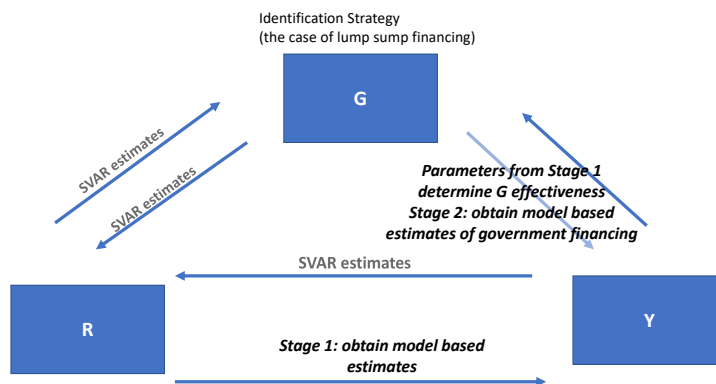 Identification Strategy
(the case of lump sum financing)
G
SVAR estimates
SVAR estimates
Parameters from Stage 1
determine G effectiveness
Stage 2: obtain model based
estimates of government financing
SVAR estimates
R
Y
Stage 1: obtain model based
estimates